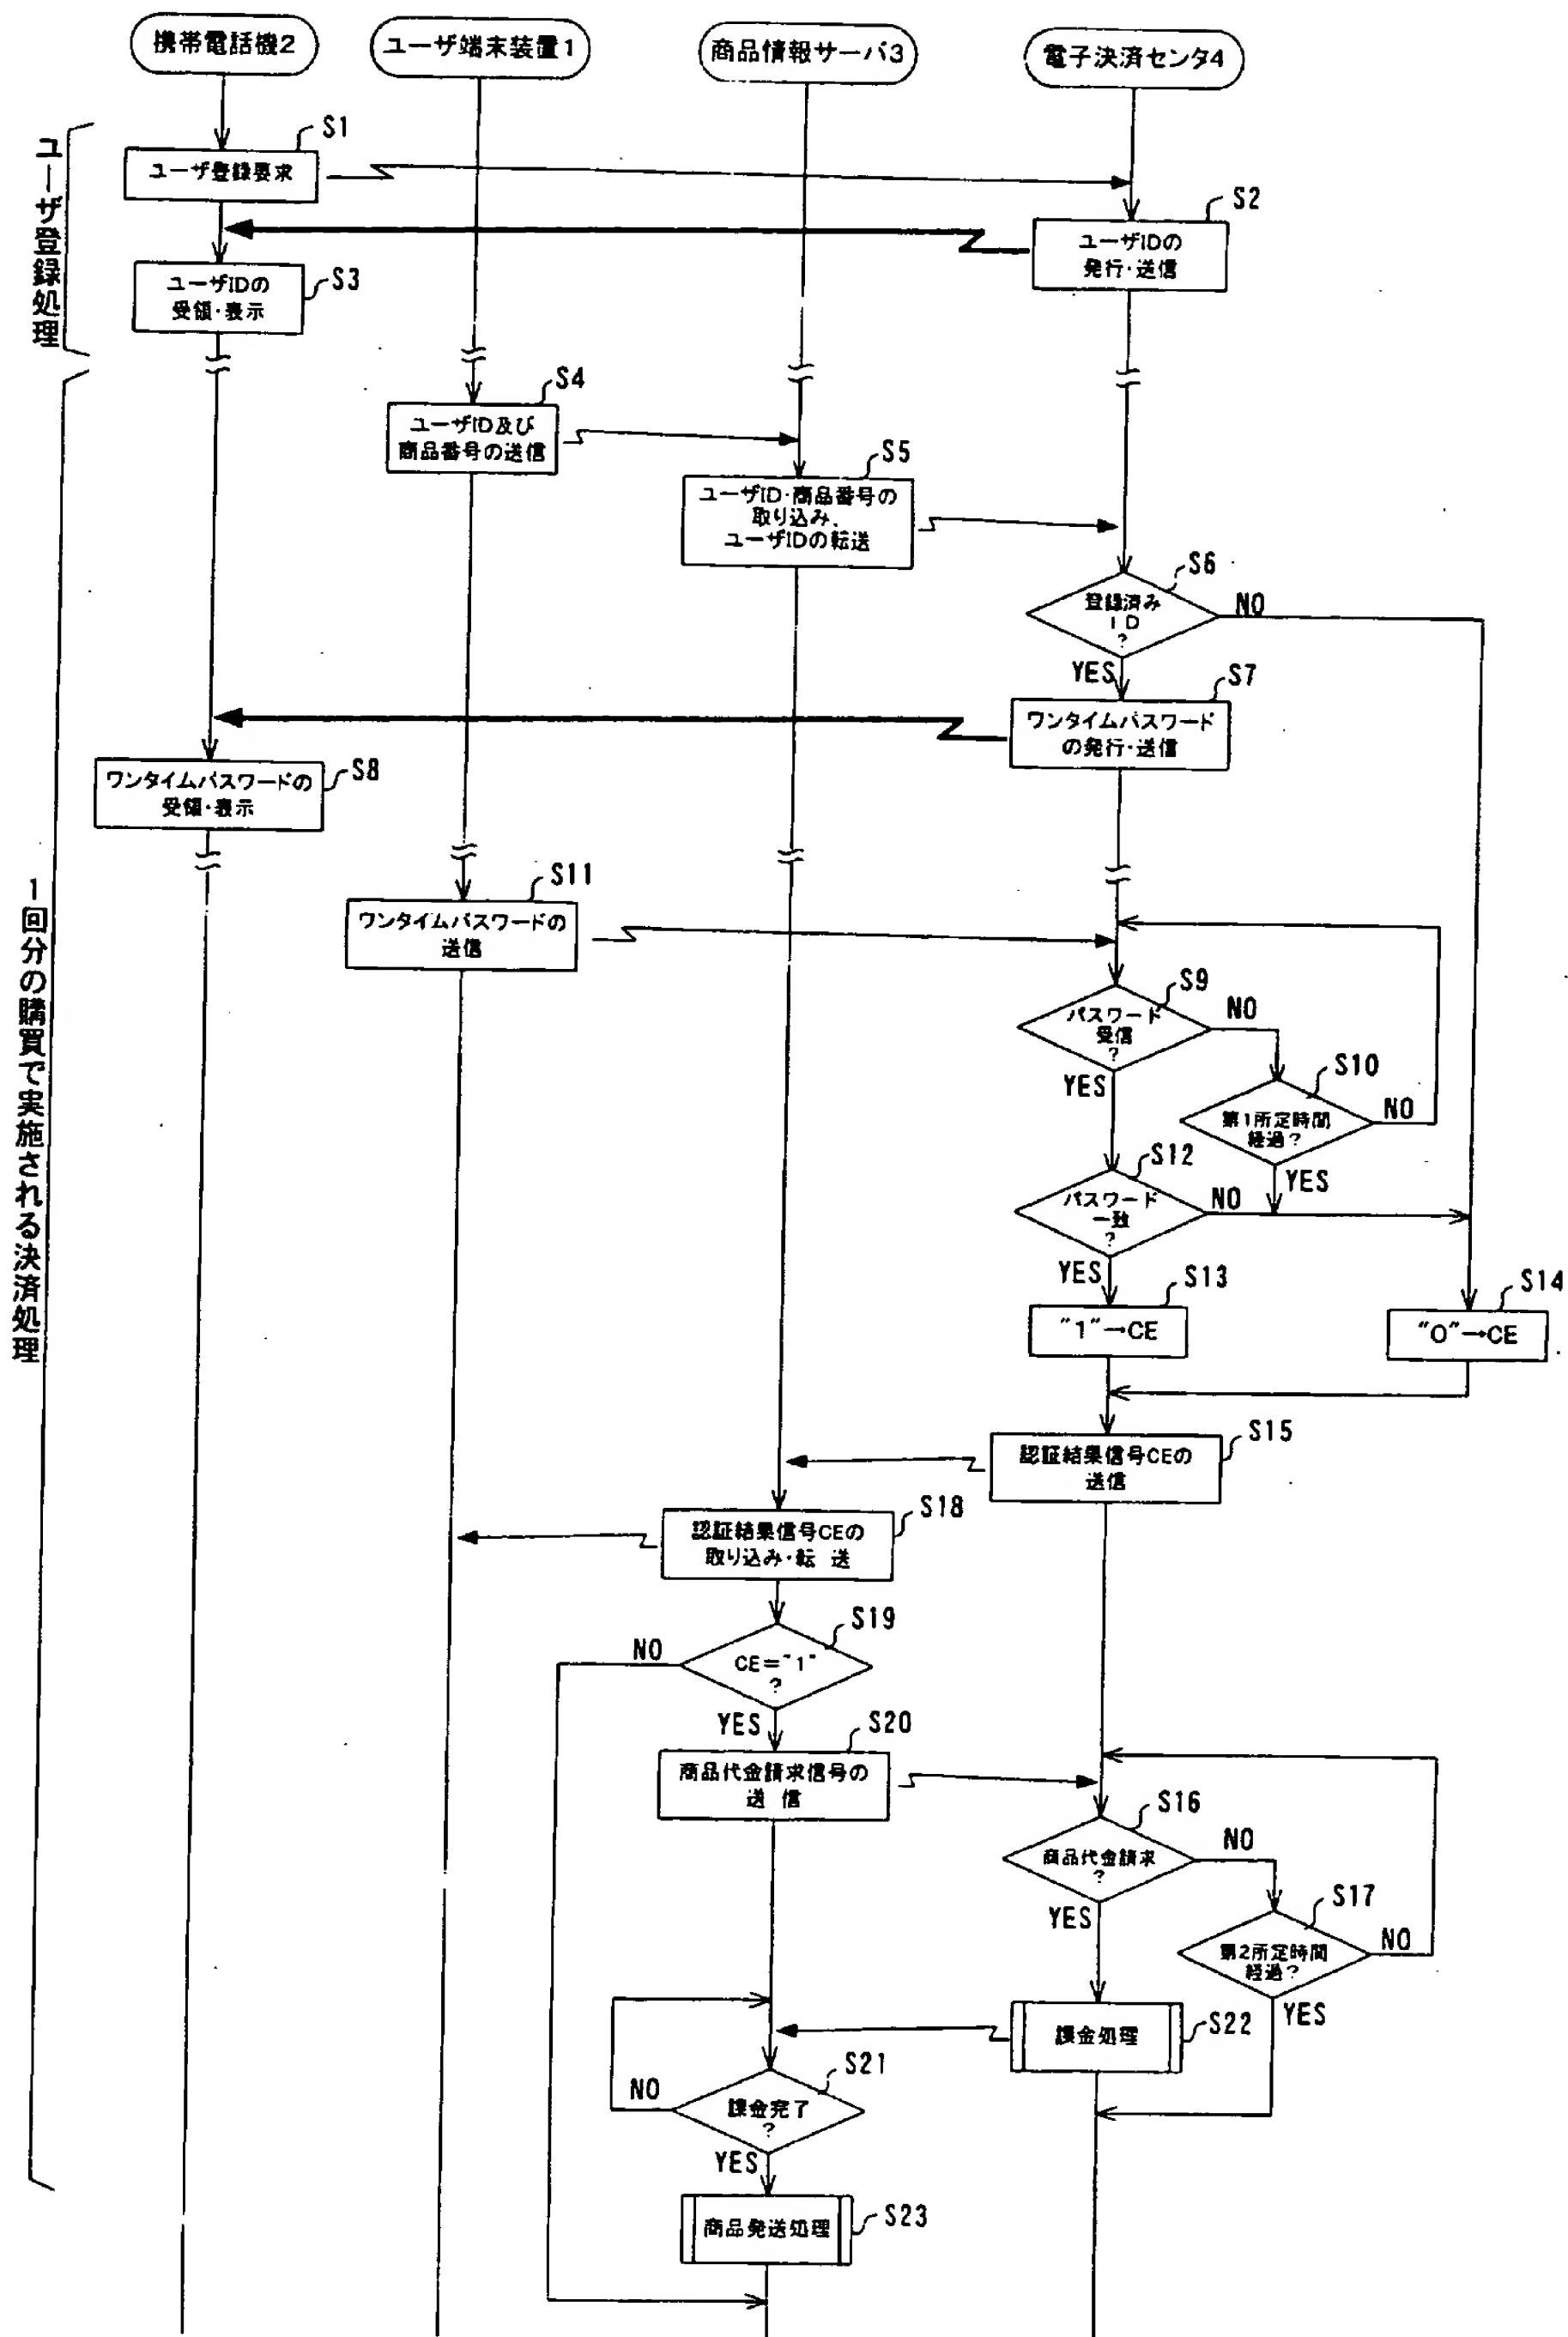 携帯電話機2
ユーザ端末装置1
商品情報サーバ3
電子決済センタ4
ユーザ登録処理
S1
ユーザ登録要求
S2
ユーザIDの
発行・送信
S3
ユーザIDの
受領・表示
1回分の購買で実施される決済処理
S4
ユーザID及び
商品番号の送信
S5
ユーザID・商品番号の
取り込み、
ユーザIDの転送
S6
登録済み
ID
?
NO
YES
S7
ワンタイムパスワード
の発行・送信
S8
ワンタイムパスワードの
受領・表示
S11
ワンタイムパスワードの
送信
S9
パスワード
受信
?
NO
YES
S10
第1所定時間
経過?
NO
YES
S12
パスワード
一致
?
NO
YES
S13
"1"→CE
S14
"0"→CE
S15
認証結果信号CEの
送信
S18
認証結果信号CEの
取り込み・転 送
S19
CE="1"
?
NO
YES
S20
商品代金請求信号の
送 信
S16
商品代金請求
?
NO
YES
S17
第2所定時間
経過?
NO
YES
S22
課金処理
S21
課金完了
?
NO
YES
S23
商品発送処理